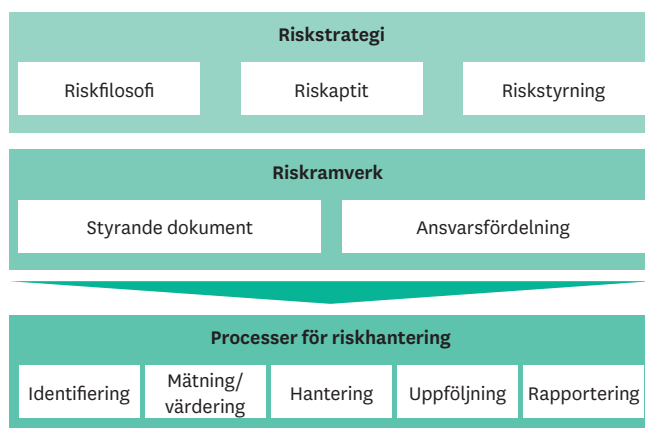 Riskstrategi
Riskfilosofi
Riskaptit
Riskstyrning
Riskramverk
Styrande dokument
Ansvarsfördelning
Processer för riskhantering
Identifiering
Mätning/
värdering
Hantering
Uppföljning
Rapportering